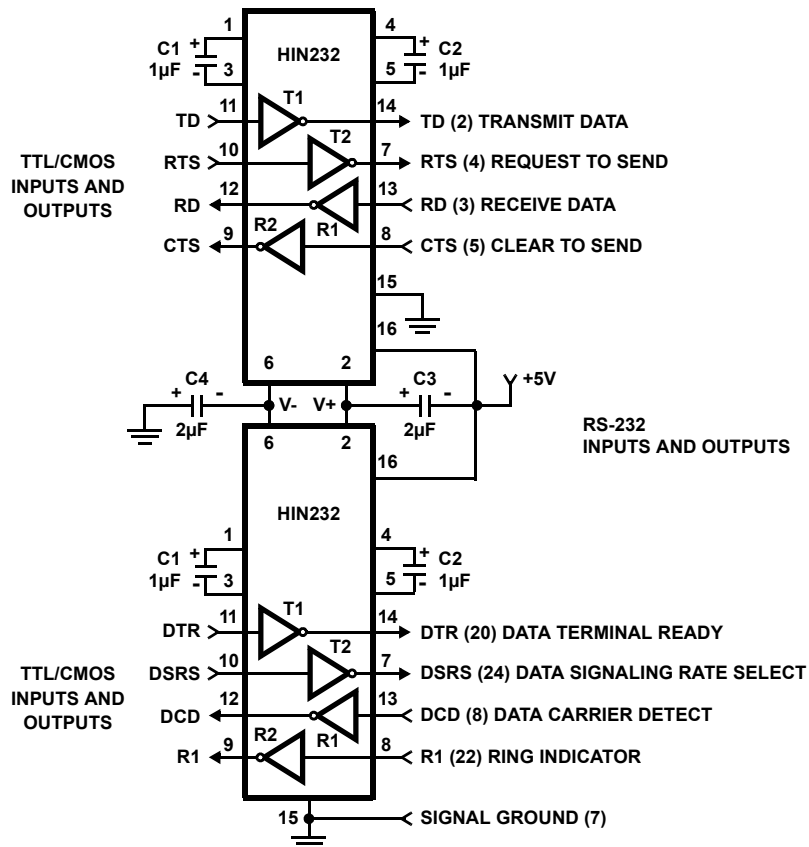 1
4
C1 +
1µF -
HIN232
+ C2
- 1µF
3
5
T1
TD 11
14 TD (2) TRANSMIT DATA
T2
RTS 10
7 RTS (4) REQUEST TO SEND
TTL/CMOS
INPUTS AND
OUTPUTS
RD 12
13 RD (3) RECEIVE DATA
R2
R1
CTS 9
8 CTS (5) CLEAR TO SEND
15
16
6 2
+ C4 -
2µF
V- V+
+ C3 -
2µF
+5V
RS-232
INPUTS AND OUTPUTS
6 2
16
HIN232
1
4
C1 +
1µF -
+ C2
- 1µF
3
5
T1
DTR 11
14 DTR (20) DATA TERMINAL READY
T2
DSRS 10
7 DSRS (24) DATA SIGNALING RATE SELECT
TTL/CMOS
INPUTS AND
OUTPUTS
DCD 12
13 DCD (8) DATA CARRIER DETECT
R2
R1
R1 9
8 R1 (22) RING INDICATOR
15
SIGNAL GROUND (7)